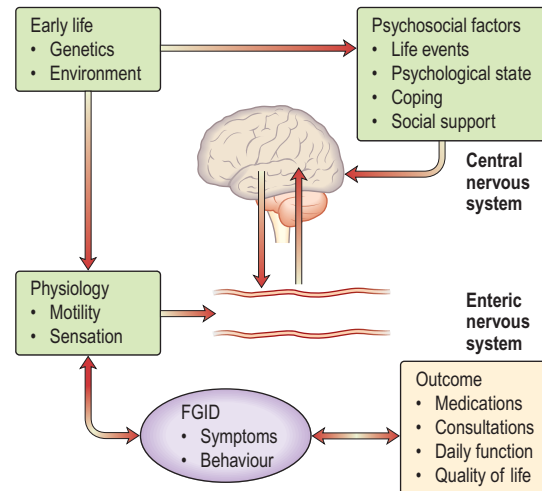 Early life
• Genetics
• Environment
Psychosocial factors
• Life events
• Psychological state
• Coping
• Social support
Central
nervous
system
Physiology
• Motility
• Sensation
Enteric
nervous
system
FGID
• Symptoms
• Behaviour
Outcome
• Medications
• Consultations
• Daily function
• Quality of life